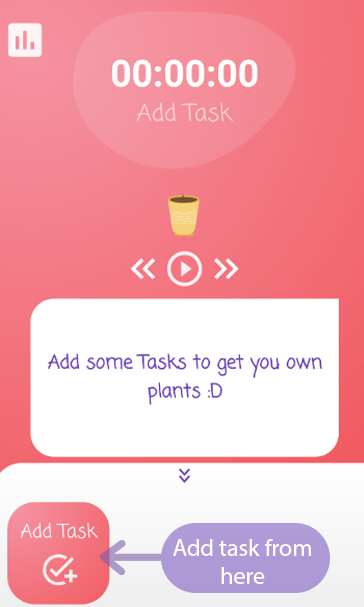 00:00:00
Add Task
Add some Tasks to get you own
plants :D
Add Task
Add task from
here